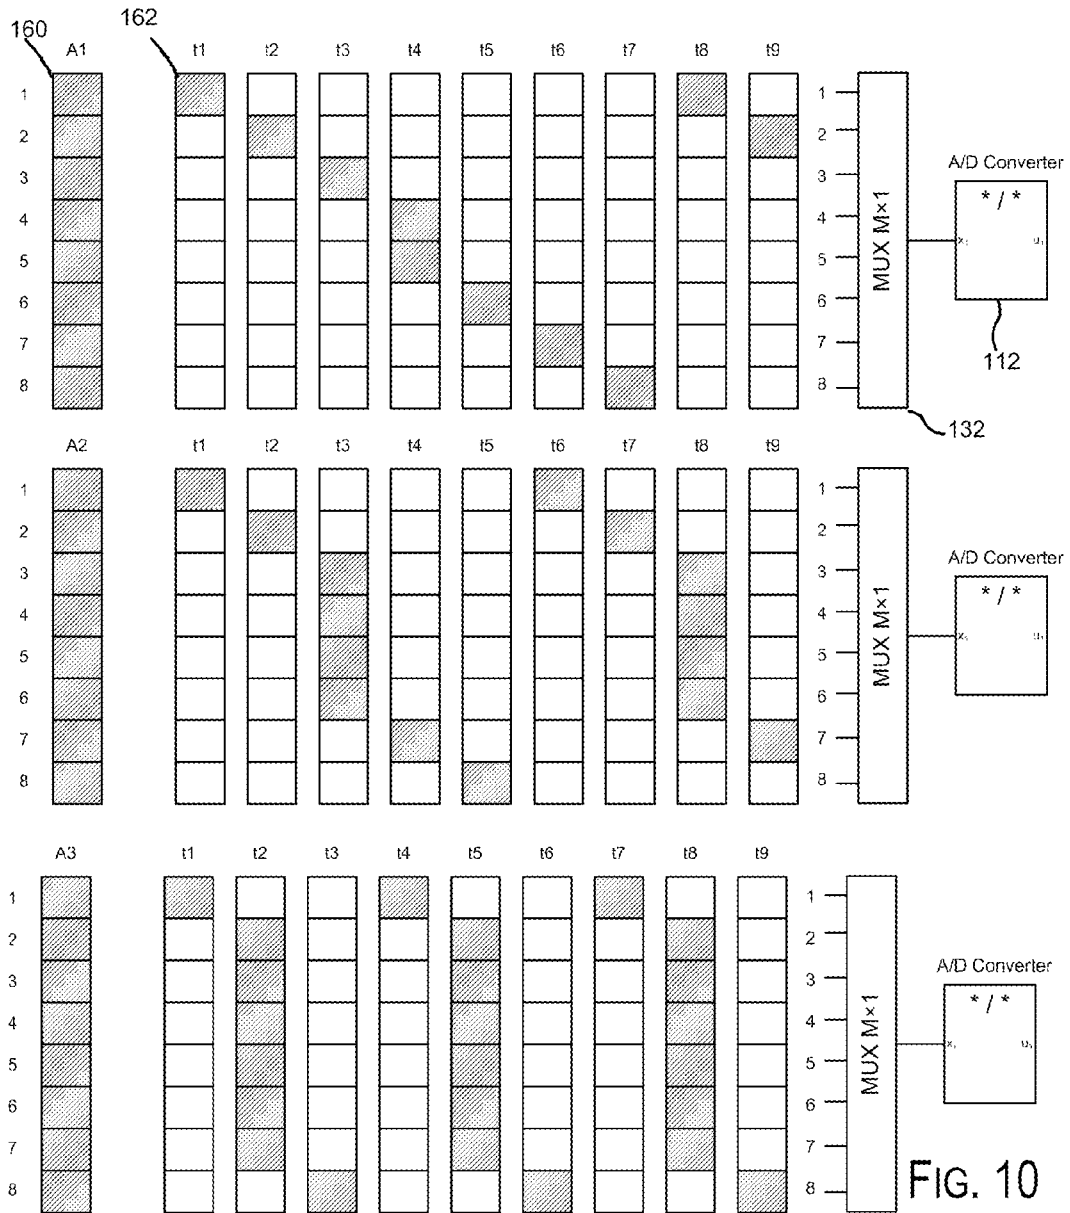 160
162
A1 t1 t2 t3 t4 t5 t6 t7 t8 t9
1 1
2 2
3 3
4 4
5 5
6 6
7 7
8 8
MUX M×1
A/D Converter
* / *
112
132
A2 t1 t2 t3 t4 t5 t6 t7 t8 t9
1 1
2 2
3 3
4 4
5 5
6 6
7 7
8 8
MUX M×1
A/D Converter
* / *
A3 t1 t2 t3 t4 t5 t6 t7 t8 t9
1 1
2 2
3 3
4 4
5 5
6 6
7 7
8 8
MUX M×1
A/D Converter
* / *
FIG. 10